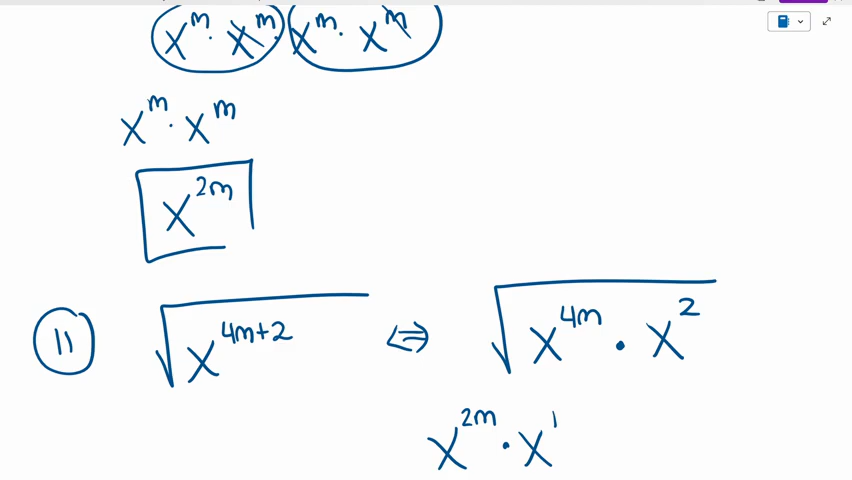 x^m · x^m · x^m · x^m
x^m · x^m
x^{2m}
11 √(x^{4m+2}) ⇔ √(x^{4m} · x^2)
x^{2m} · x^1